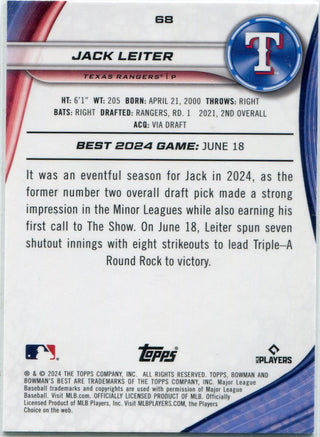 68
JACK LEITER
TEXAS RANGERS | P
T
HT: 6'1" WT: 205 BORN: APRIL 21, 2000 THROWS: RIGHT
BATS: RIGHT DRAFTED: RANGERS, RD. 1 2021, 2ND OVERALL
ACQ: VIA DRAFT
BEST 2024 GAME: JUNE 18
It was an eventful season for Jack in 2024, as the
former number two overall draft pick made a strong
impression in the Minor Leagues while also earning his
first call to The Show. On June 18, Leiter spun seven
shutout innings with eight strikeouts to lead Triple–A
Round Rock to victory.
Topps
MLB PLAYERS
® & © 2024 THE TOPPS COMPANY, INC. ALL RIGHTS RESERVED. TOPPS, BOWMAN AND
BOWMAN'S BEST ARE TRADEMARKS OF THE TOPPS COMPANY, INC. Major League
Baseball trademarks and copyrights are used with permission of Major League
Baseball. Visit MLB.com. OFFICIALLY LICENSED PRODUCT OF MLB. Officially
Licensed Product of MLB Players, Inc. Visit MLBPLAYERS.com, the Players
Choice on the web.